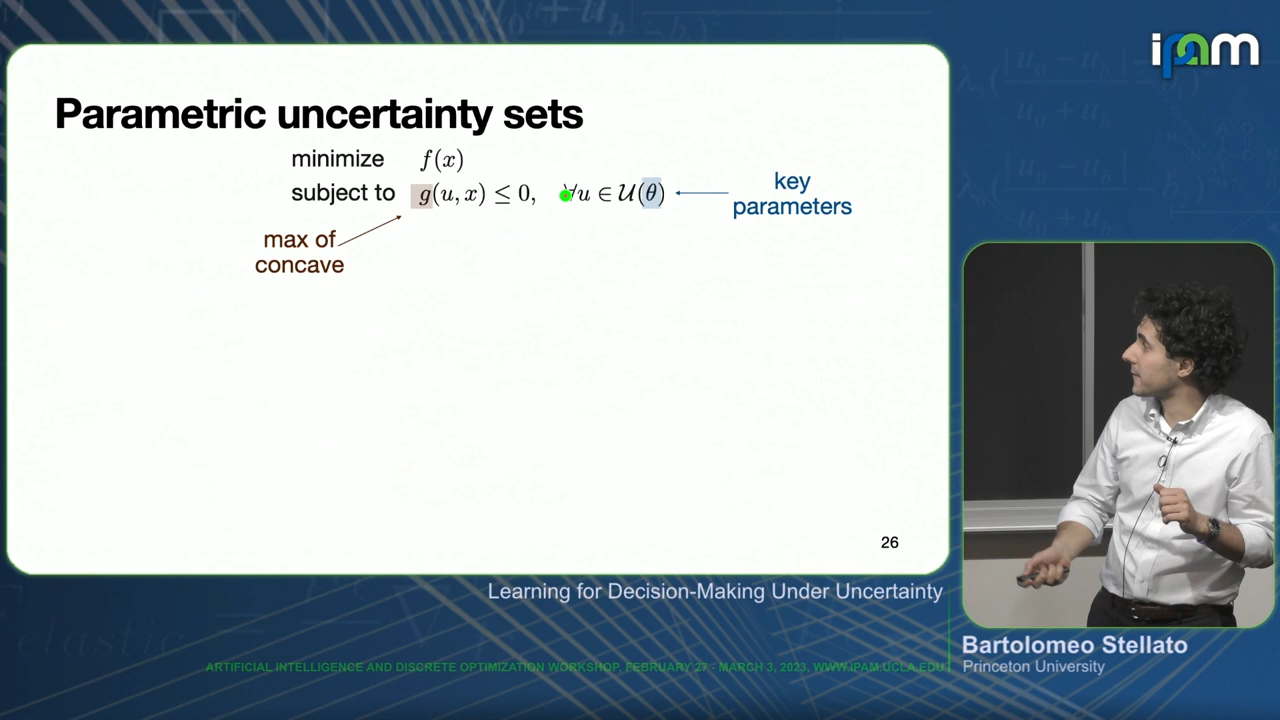 ipam
Parametric uncertainty sets
minimize f(x)
subject to g(u, x) ≤ 0, ∀u ∈ U(θ)
key
parameters
max of
concave
26
Learning for Decision-Making Under Uncertainty
Bartolomeo Stellato
Princeton University
ARTIFICIAL INTELLIGENCE AND DISCRETE OPTIMIZATION WORKSHOP, FEBRUARY 27 - MARCH 3, 2023, WWW.IPAM.UCLA.EDU
elastic